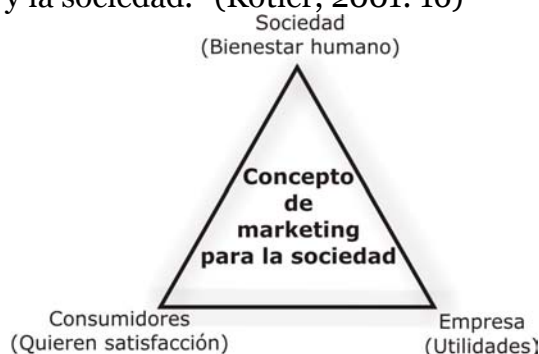 y la sociedad." (Kotler, 2001: 16)
Sociedad
(Bienestar humano)
Concepto
de
marketing
para la sociedad
Consumidores
(Quieren satisfacción)
Empresa
(Utilidades)